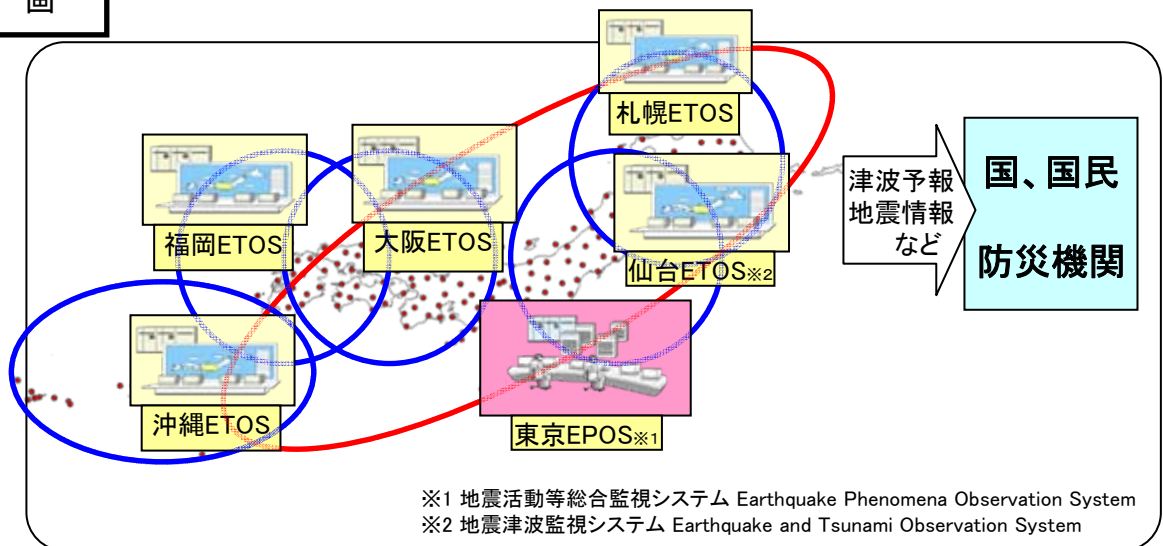 画
札幌ETOS
福岡ETOS
大阪ETOS
仙台ETOS※2
沖縄ETOS
東京EPOS※1
津波予報
地震情報
など
国、国民
防災機関
※1 地震活動等総合監視システム Earthquake Phenomena Observation System
※2 地震津波監視システム Earthquake and Tsunami Observation System